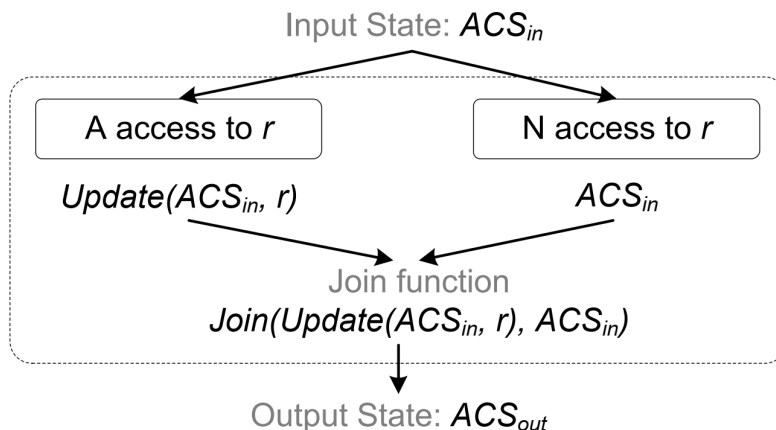 Input State: ACSin
A access to r
N access to r
Update(ACSin, r)
ACSin
Join function
Join(Update(ACSin, r), ACSin)
Output State: ACSout